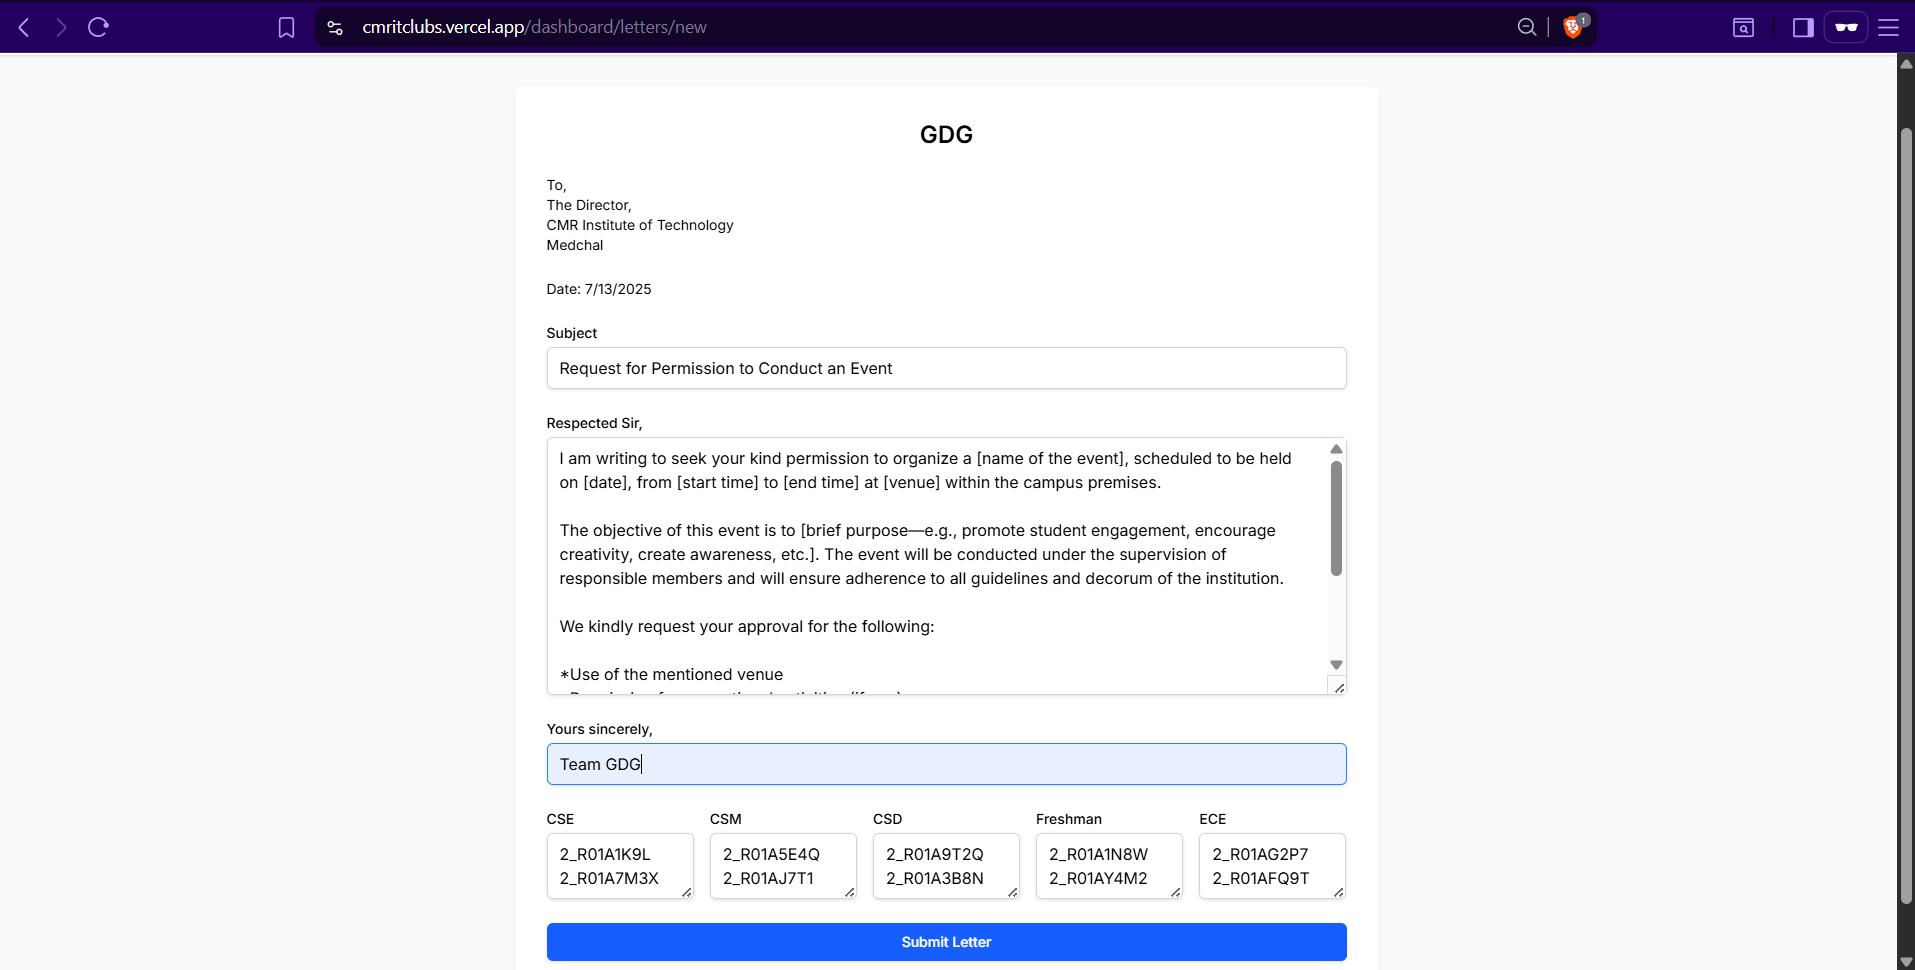 cmritclubs.vercel.app/dashboard/letters/new
1
GDG
To,
The Director,
CMR Institute of Technology
Medchal
Date: 7/13/2025
Subject
Request for Permission to Conduct an Event
Respected Sir,
I am writing to seek your kind permission to organize a [name of the event], scheduled to be held
on [date], from [start time] to [end time] at [venue] within the campus premises.
The objective of this event is to [brief purpose—e.g., promote student engagement, encourage
creativity, create awareness, etc.]. The event will be conducted under the supervision of
responsible members and will ensure adherence to all guidelines and decorum of the institution.
We kindly request your approval for the following:
*Use of the mentioned venue
Yours sincerely,
Team GDG
CSE CSM CSD Freshman ECE
2_R01A1K9L 2_R01A5E4Q 2_R01A9T2Q 2_R01A1N8W 2_R01AG2P7
2_R01A7M3X 2_R01AJ7T1 2_R01A3B8N 2_R01AY4M2 2_R01AFQ9T
Submit Letter